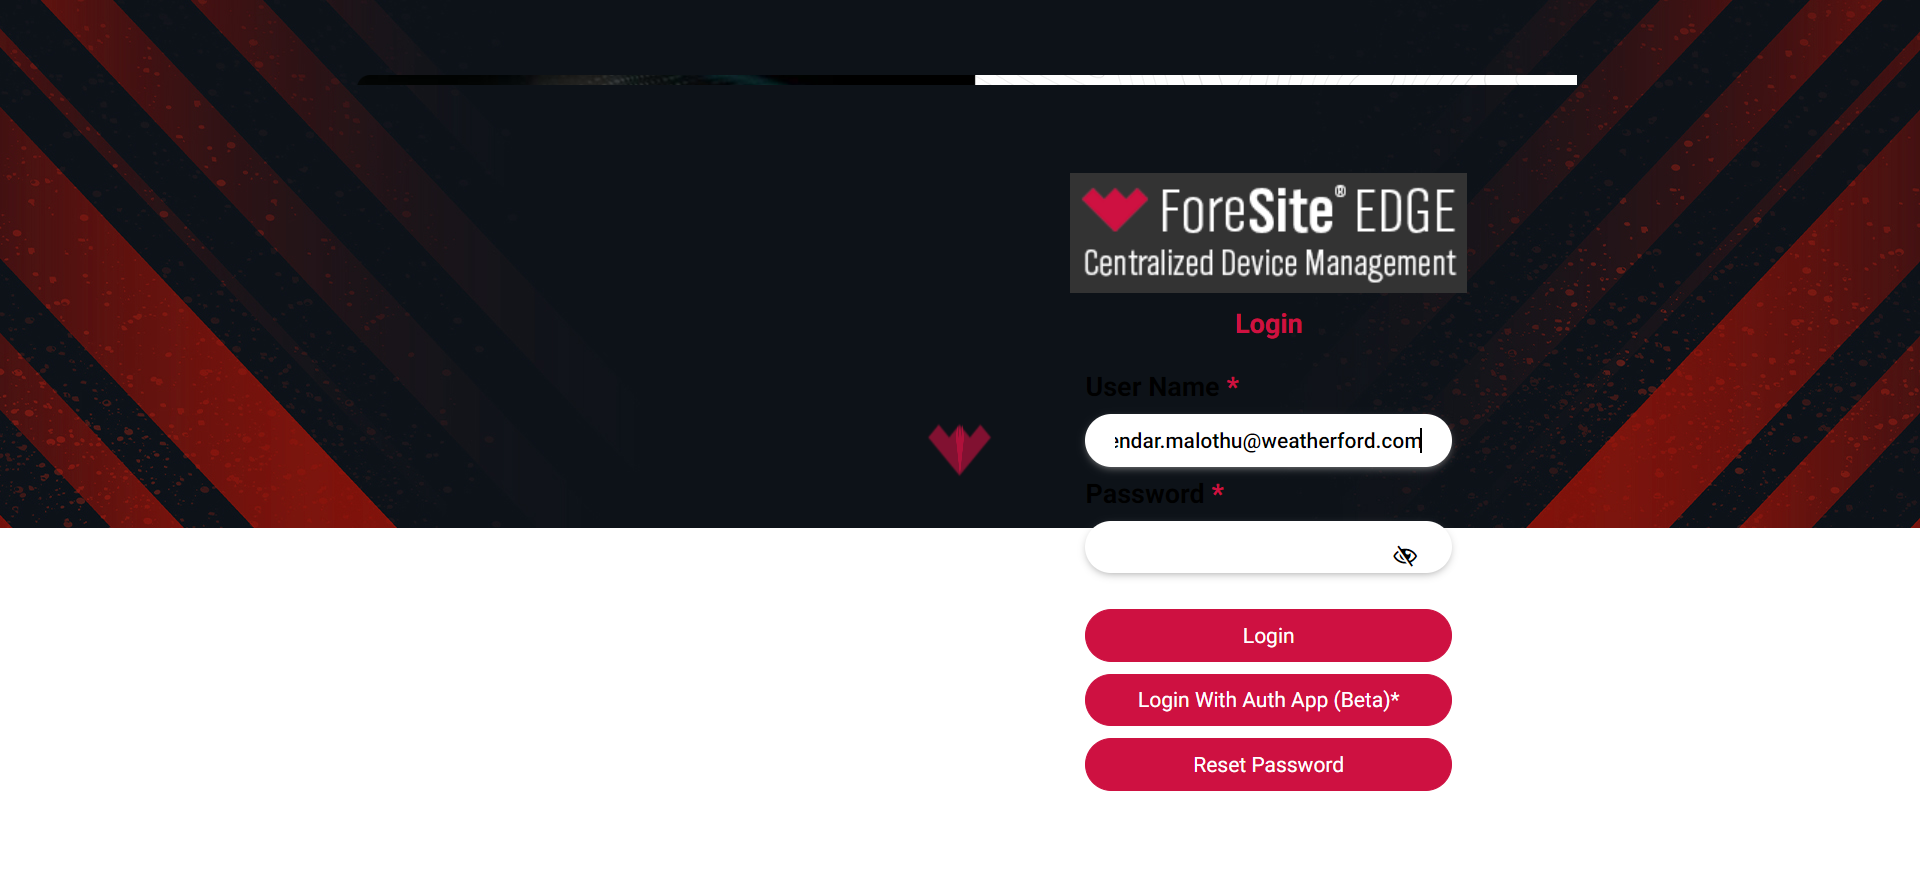 ForeSite® EDGE
Centralized Device Management
Login
User Name *
endar.malothu@weatherford.com
Password *
Login
Login With Auth App (Beta)*
Reset Password